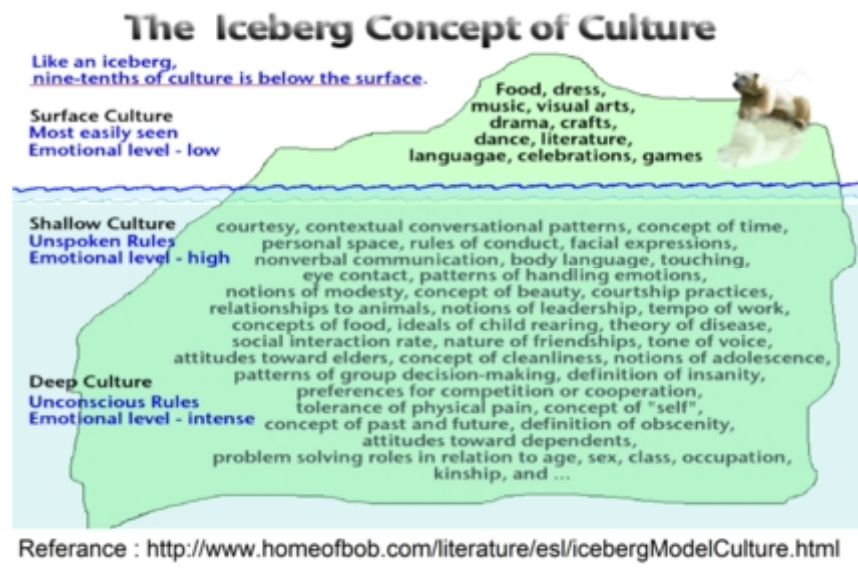 The Iceberg Concept of Culture
Like an iceberg,
nine-tenths of culture is below the surface.
Surface Culture
Most easily seen
Emotional level - low
Food, dress,
music, visual arts,
drama, crafts,
dance, literature,
languagae, celebrations, games
Shallow Culture
Unspoken Rules
Emotional level - high
courtesy, contextual conversational patterns, concept of time,
personal space, rules of conduct, facial expressions,
nonverbal communication, body language, touching,
eye contact, patterns of handling emotions,
notions of modesty, concept of beauty, courtship practices,
relationships to animals, notions of leadership, tempo of work,
concepts of food, ideals of child rearing, theory of disease,
social interaction rate, nature of friendships, tone of voice,
attitudes toward elders, concept of cleanliness, notions of adolescence,
patterns of group decision-making, definition of insanity,
preferences for competition or cooperation,
tolerance of physical pain, concept of "self",
concept of past and future, definition of obscenity,
attitudes toward dependents,
problem solving roles in relation to age, sex, class, occupation,
kinship, and ...
Deep Culture
Unconscious Rules
Emotional level - intense
Referance : http://www.homeofbob.com/literature/esl/icebergModelCulture.html